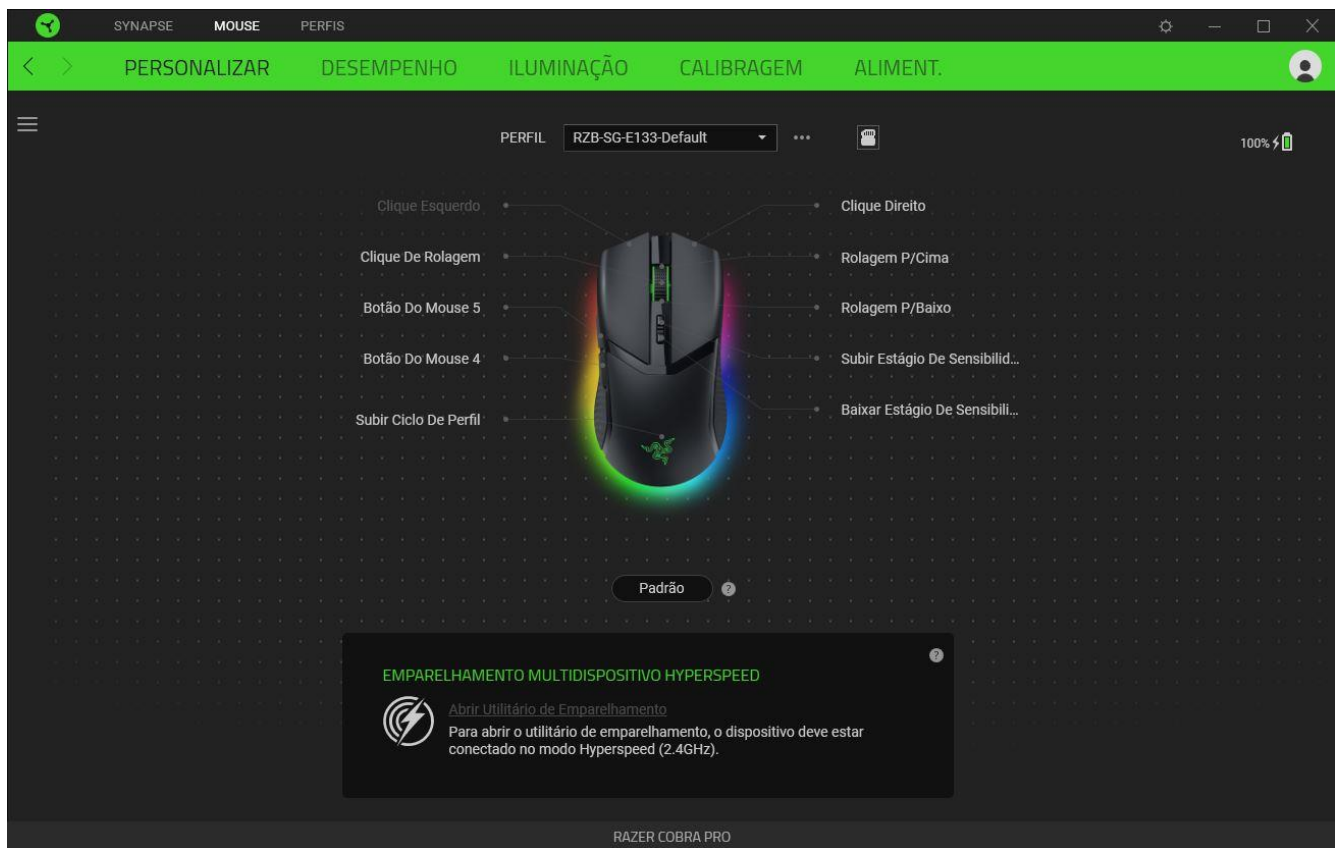 SYNAPSE MOUSE PERFIS
PERSONALIZAR DESEMPENHO ILUMINAÇÃO CALIBRAGEM ALIMENT.
PERFIL RZB-SG-E133-Default
100%
Clique Esquerdo Clique Direito
Clique De Rolagem Rolagem P/Cima
Botão Do Mouse 5 Rolagem P/Baixo
Botão Do Mouse 4 Subir Estágio De Sensibilid...
Subir Ciclo De Perfil Baixar Estágio De Sensibili...
Padrão ?
?
EMPARELHAMENTO MULTIDISPOSITIVO HYPERSPEED
Abrir Utilitário de Emparelhamento
Para abrir o utilitário de emparelhamento, o dispositivo deve estar
conectado no modo Hyperspeed (2.4GHz).
RAZER COBRA PRO